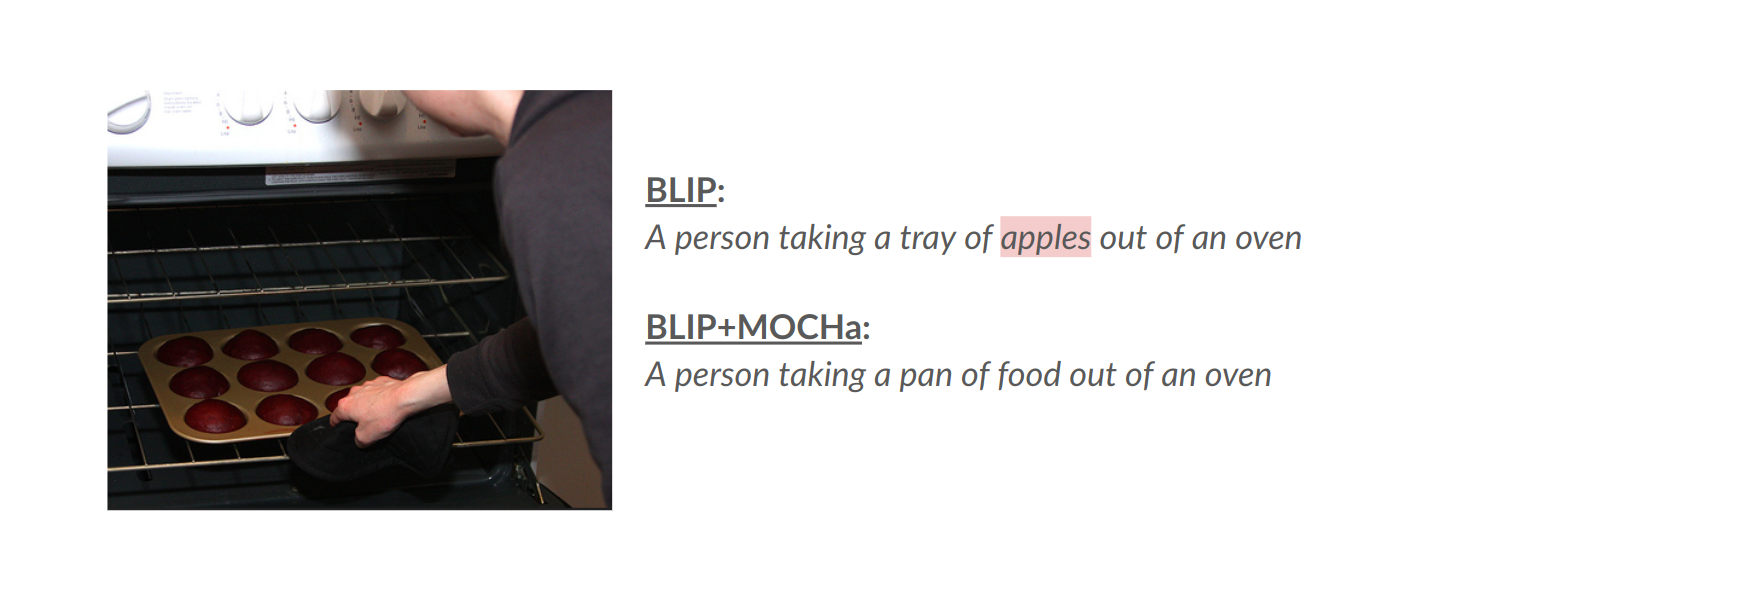 BLIP:
A person taking a tray of apples out of an oven
BLIP+MOCHa:
A person taking a pan of food out of an oven